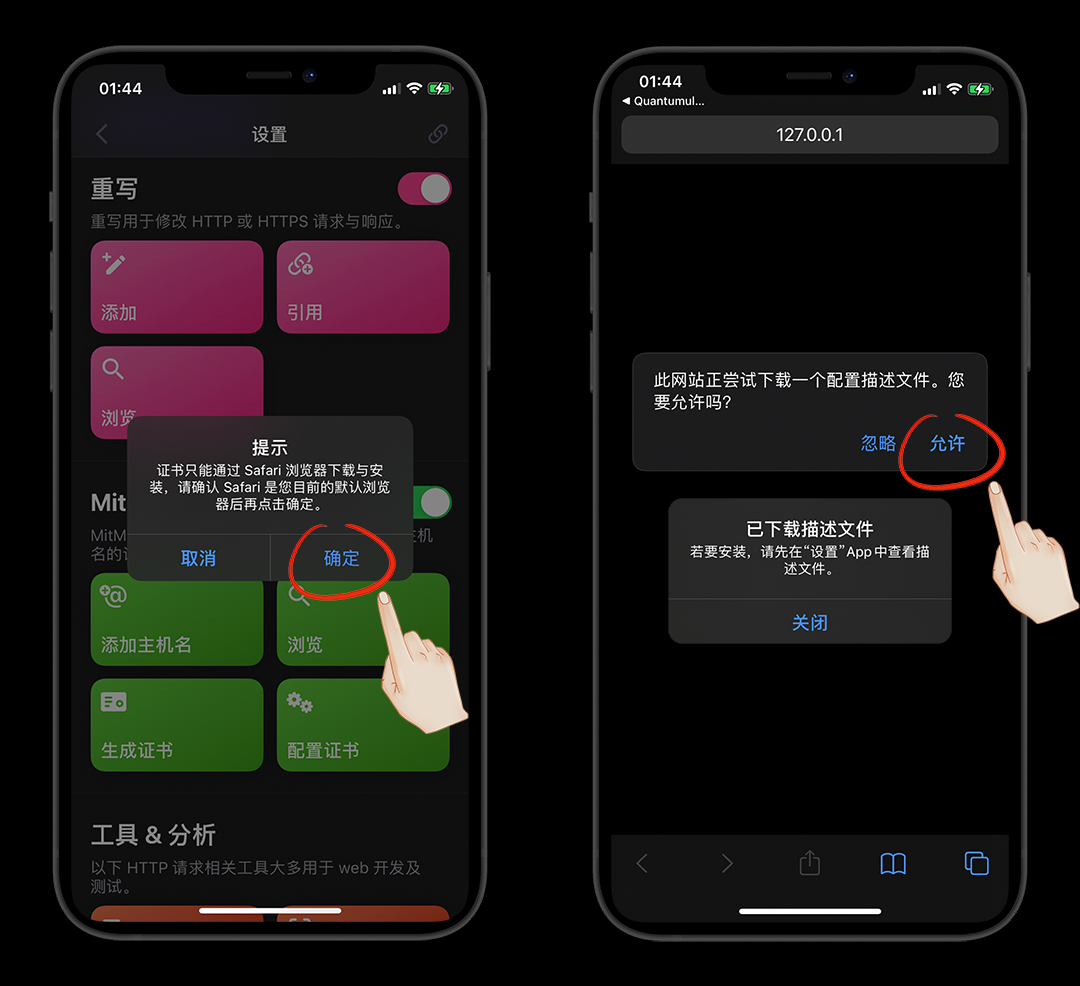 01:44
设置
重写
重写用于修改 HTTP 或 HTTPS 请求与响应。
添加
引用
浏览
提示
证书只能通过 Safari 浏览器下载与安
装，请确认 Safari 是您目前的默认浏览
器后再点击确定。
取消
确定
Mit
MitM
主机
名的
添加主机名
浏览
生成证书
配置证书
工具 & 分析
以下 HTTP 请求相关工具大多用于 web 开发及
测试。
01:44
◀ Quantumul...
127.0.0.1
此网站正尝试下载一个配置描述文件。您
要允许吗？
忽略
允许
已下载描述文件
若要安装，请先在“设置”App 中查看描
述文件。
关闭